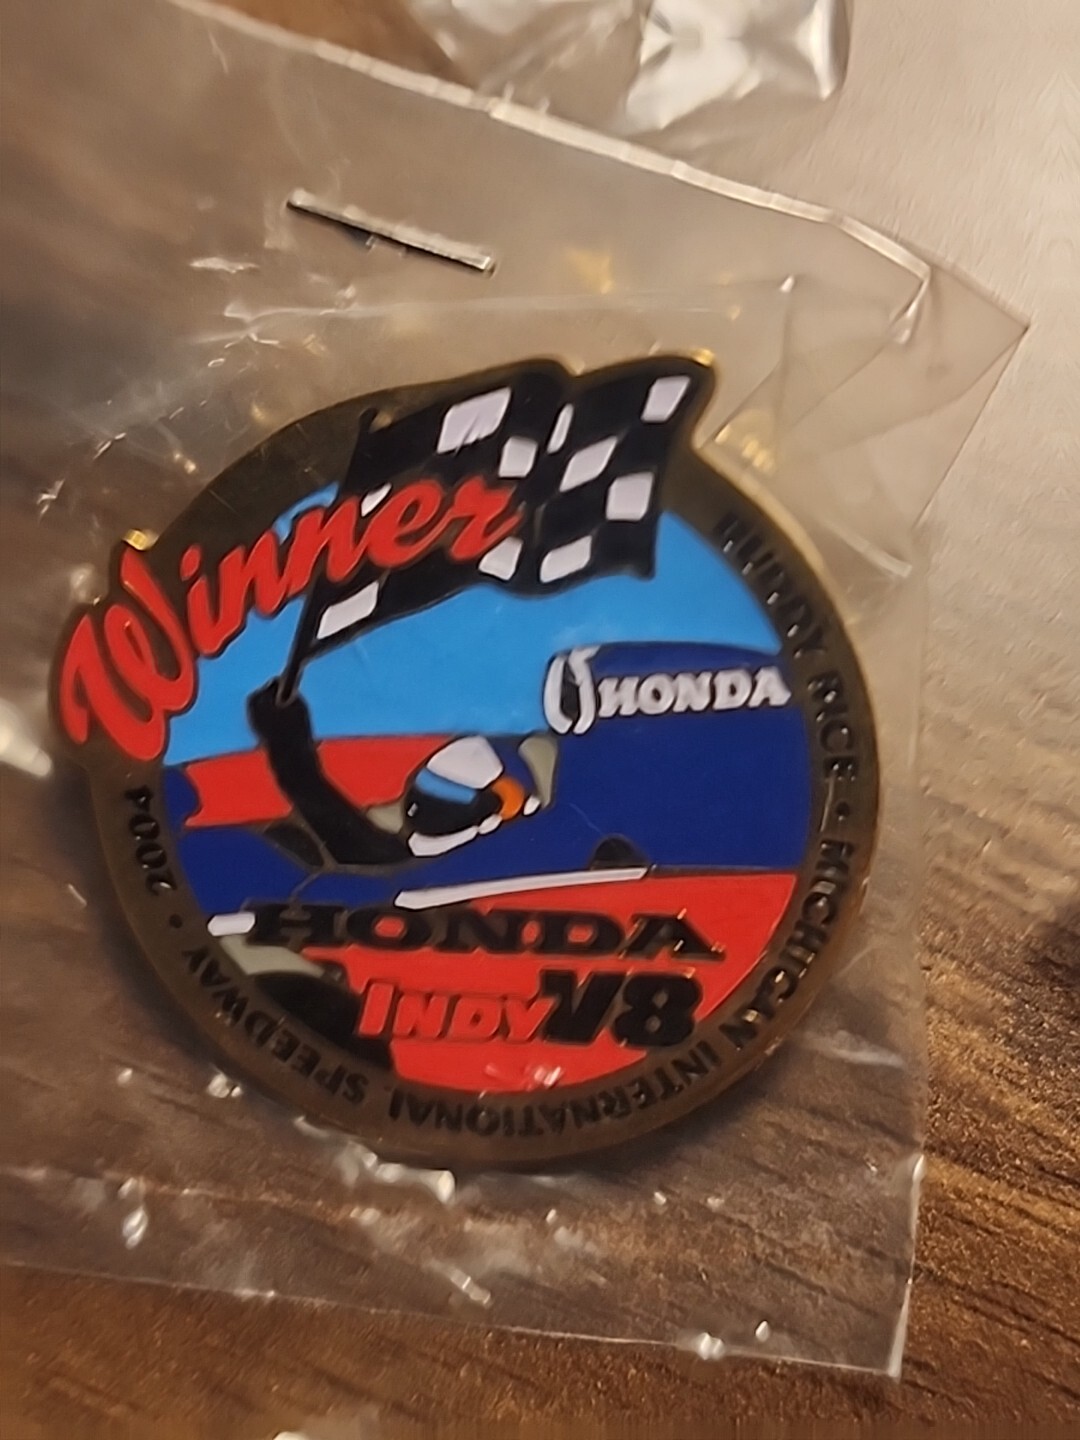 Winner
HONDA
HONDA
INDY V8
BUDDY RICE • MICHIGAN INTERNATIONAL SPEEDWAY • 2004